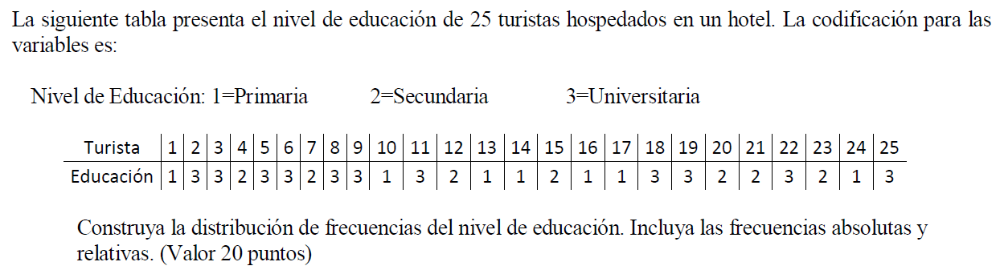 La siguiente tabla presenta el nivel de educación de 25 turistas hospedados en un hotel. La codificación para las
variables es:
Nivel de Educación: 1=Primaria 2=Secundaria 3=Universitaria
Turista 1 2 3 4 5 6 7 8 9 10 11 12 13 14 15 16 17 18 19 20 21 22 23 24 25
Educación 1 3 3 2 3 3 2 3 3 1 3 2 1 1 2 1 1 3 3 2 2 3 2 1 3
Construya la distribución de frecuencias del nivel de educación. Incluya las frecuencias absolutas y
relativas. (Valor 20 puntos)